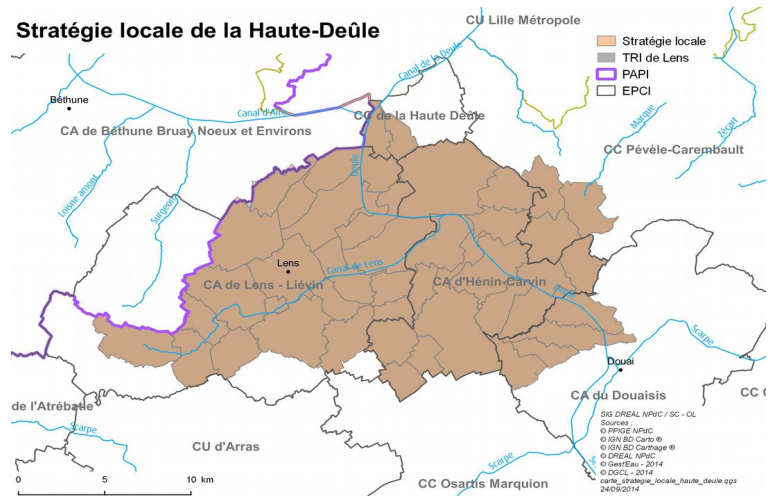 Stratégie locale de la Haute-Deûle
CU Lille Métropole
Stratégie locale
TRI de Lens
PAPI
EPCI
Canal de la Deule
Béthune
Canal d'Aire
CC de la Haute Deûle
CA de Béthune Bruay Noeux et Environs
Marque
Zécart
CC Pévèle-Carembault
Deule
Loisne amont
Surgeon
Lens
Canal de Lens
CA de Lens - Liévin
CA d'Hénin-Carvin
Scarpe
Douai
CA du Douaisis
CC
de l'Atrébatie
Scarpe
CU d'Arras
Scarpe
CC Osartis Marquion
SIG DREAL NPdC / SC - OL
Sources :
© PPIGE NPdC
© IGN BD Carto ®
© IGN BD Carthage ®
© DREAL NPdC
© GestEau - 2014
© DGCL - 2014
carte_strategie_locale_haute_deule.qgs
24/09/2014
0 5 10 km